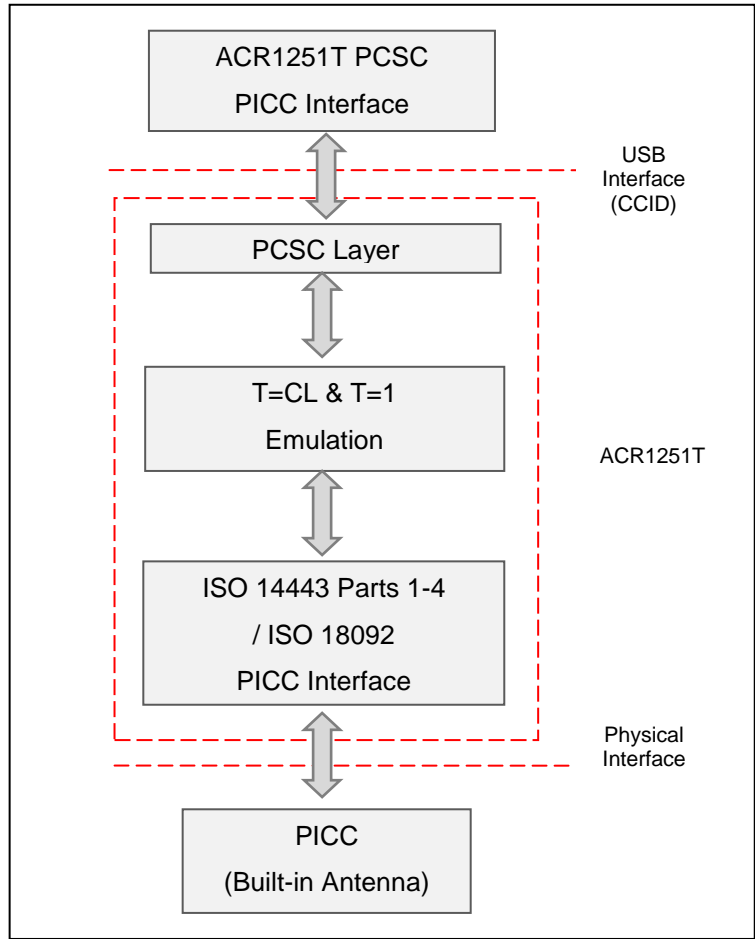 ACR1251T PCSC
PICC Interface
USB
Interface
(CCID)
PCSC Layer
T=CL & T=1
Emulation
ACR1251T
ISO 14443 Parts 1-4
/ ISO 18092
PICC Interface
Physical
Interface
PICC
(Built-in Antenna)